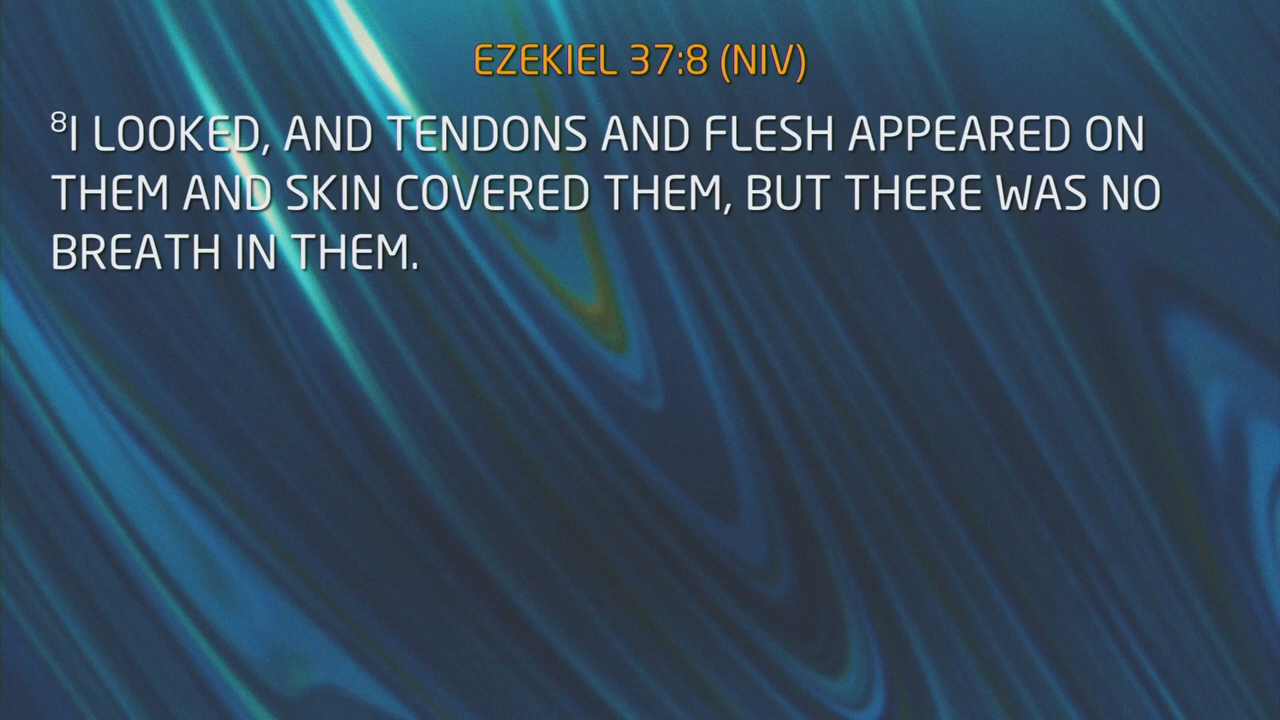 EZEKIEL 37:8 (NIV)
⁸I LOOKED, AND TENDONS AND FLESH APPEARED ON
THEM AND SKIN COVERED THEM, BUT THERE WAS NO
BREATH IN THEM.